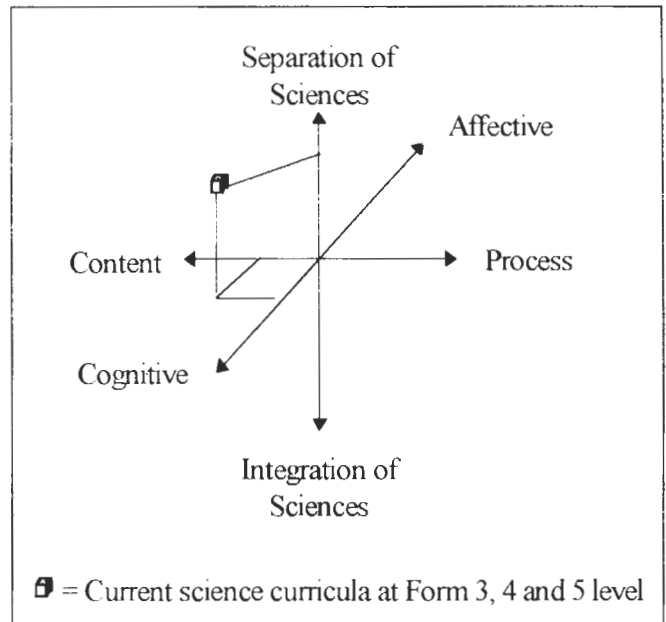 Separation of
Sciences
Affective
Content
Process
Cognitive
Integration of
Sciences
= Current science curricula at Form 3, 4 and 5 level